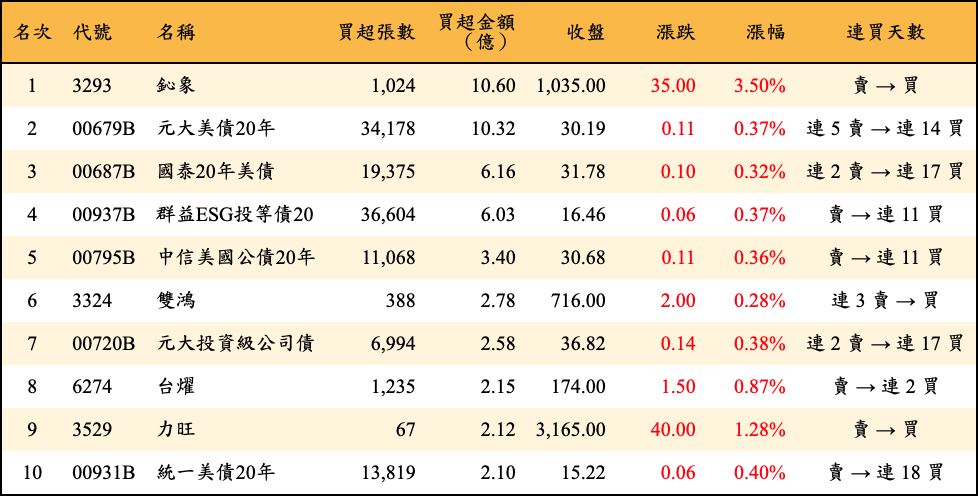 名次 代號 名稱 買超張數 買超金額（億） 收盤 漲跌 漲幅 連買天數
1 3293 鈊象 1,024 10.60 1,035.00 35.00 3.50% 賣 → 買
2 00679B 元大美債20年 34,178 10.32 30.19 0.11 0.37% 連 5 賣 → 連 14 買
3 00687B 國泰20年美債 19,375 6.16 31.78 0.10 0.32% 連 2 賣 → 連 17 買
4 00937B 群益ESG投等債20 36,604 6.03 16.46 0.06 0.37% 賣 → 連 11 買
5 00795B 中信美國公債20年 11,068 3.40 30.68 0.11 0.36% 賣 → 連 11 買
6 3324 雙鴻 388 2.78 716.00 2.00 0.28% 連 3 賣 → 買
7 00720B 元大投資級公司債 6,994 2.58 36.82 0.14 0.38% 連 2 賣 → 連 17 買
8 6274 台燿 1,235 2.15 174.00 1.50 0.87% 賣 → 連 2 買
9 3529 力旺 67 2.12 3,165.00 40.00 1.28% 賣 → 買
10 00931B 統一美債20年 13,819 2.10 15.22 0.06 0.40% 賣 → 連 18 買